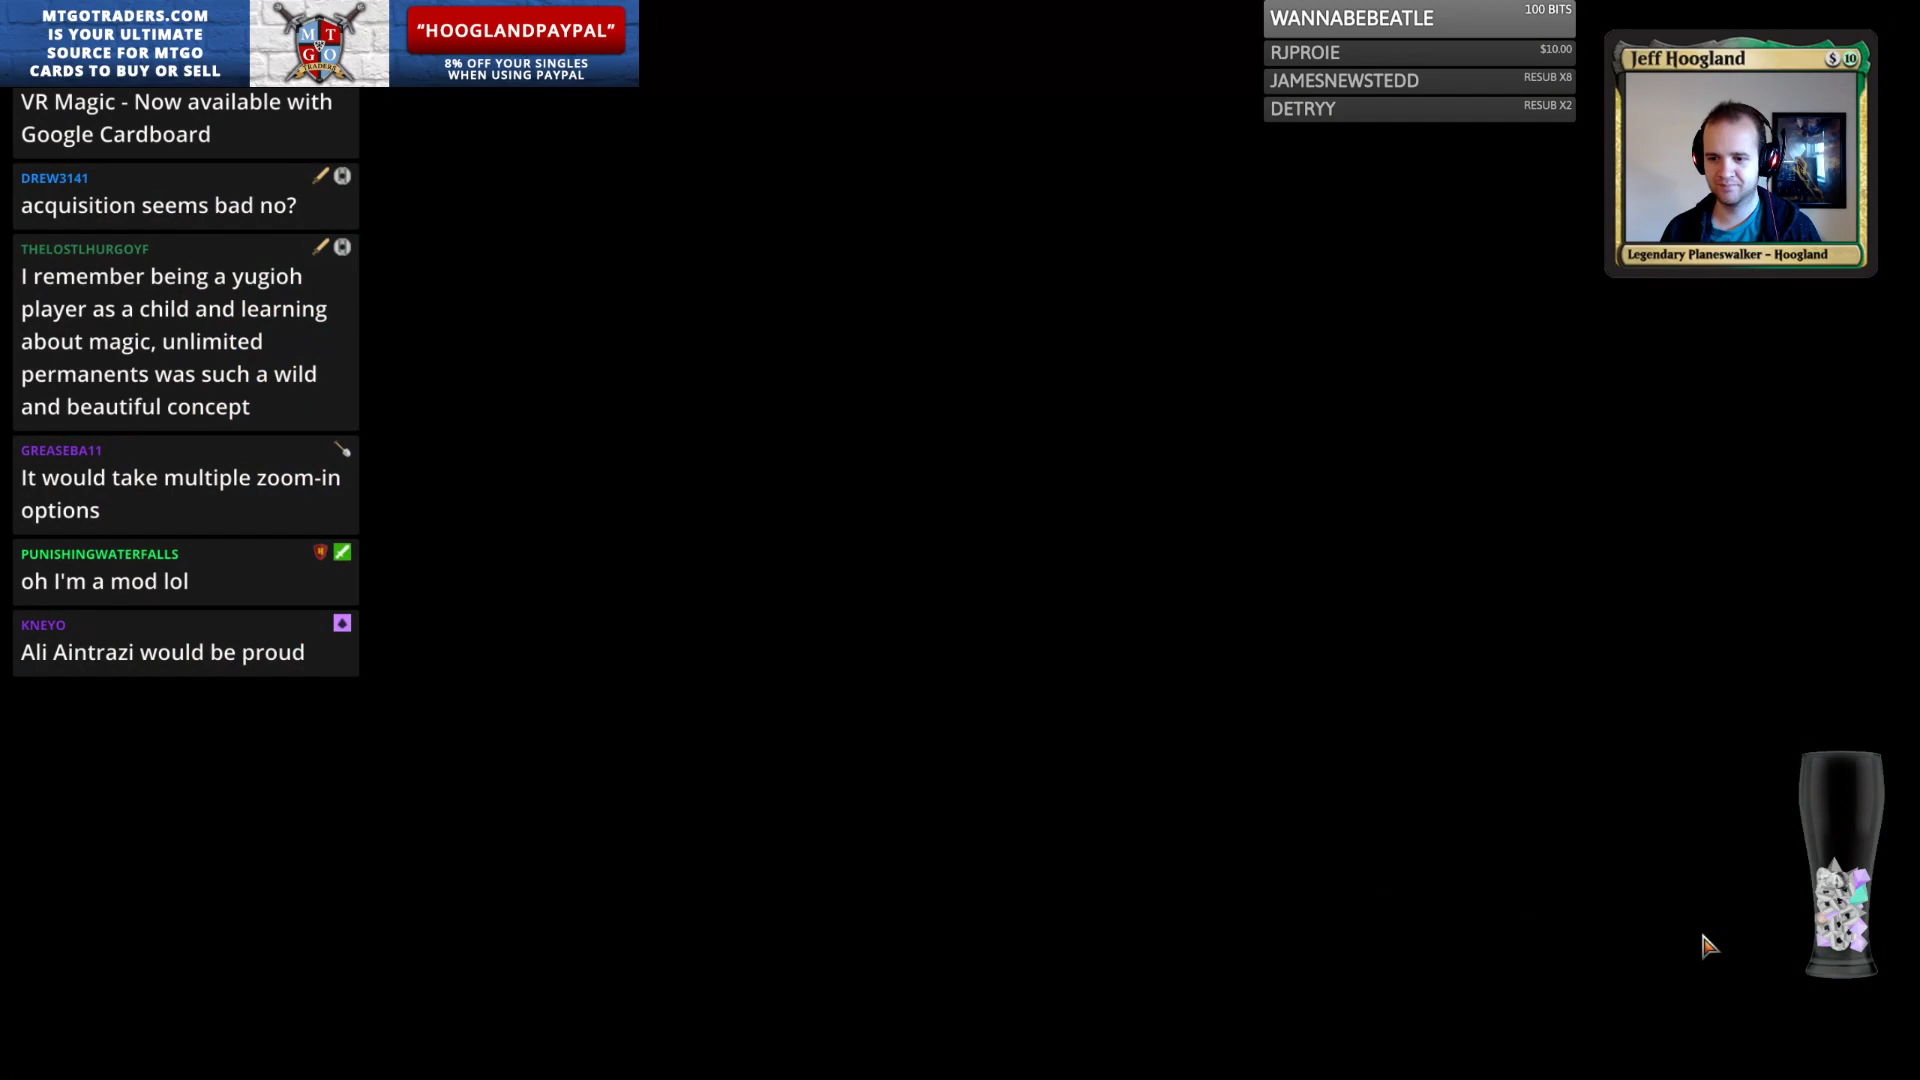 MTGOTRADERS.COM
IS YOUR ULTIMATE
SOURCE FOR MTGO
CARDS TO BUY OR SELL
M T
G O
TRADERS
“HOOGLANDPAYPAL”
8% OFF YOUR SINGLES
WHEN USING PAYPAL
VR Magic - Now available with
Google Cardboard
DREW3141
acquisition seems bad no?
THELOSTLHURGOYF
I remember being a yugioh
player as a child and learning
about magic, unlimited
permanents was such a wild
and beautiful concept
GREASEBA11
It would take multiple zoom-in
options
PUNISHINGWATERFALLS
oh I'm a mod lol
KNEYO
Ali Aintrazi would be proud
WANNABEBEATLE 100 BITS
RJPROIE $10.00
JAMESNEWSTEDD RESUB X8
DETRYY RESUB X2
Jeff Hoogland $ 10
Legendary Planeswalker - Hoogland